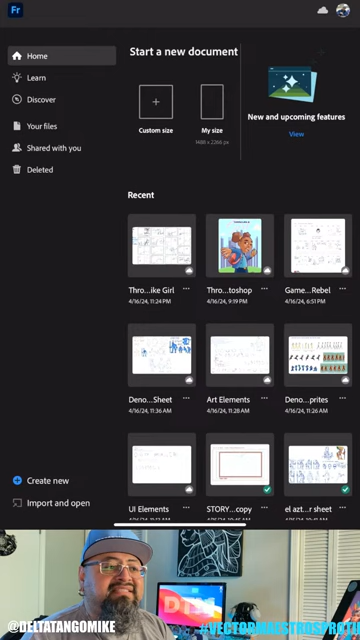 Fr
Home
Learn
Discover
Your files
Shared with you
Deleted
Start a new document
Custom size
My size
New and upcoming features
View
Recent
Thro...ike Girl
4/16/24, 11:24 PM
Thro...toshop
4/16/24, 9:19 PM
Game...Rebel
4/16/24, 6:51 PM
Deno...Sheet
4/16/24, 11:36 AM
Art Elements
4/16/24, 11:28 AM
Deno...prites
4/16/24, 11:26 AM
UI Elements
STORY...copy
el azt...r sheet
Create new
Import and open
@DELTATANGOMIKE
#VECTORMAESTROSPROJ